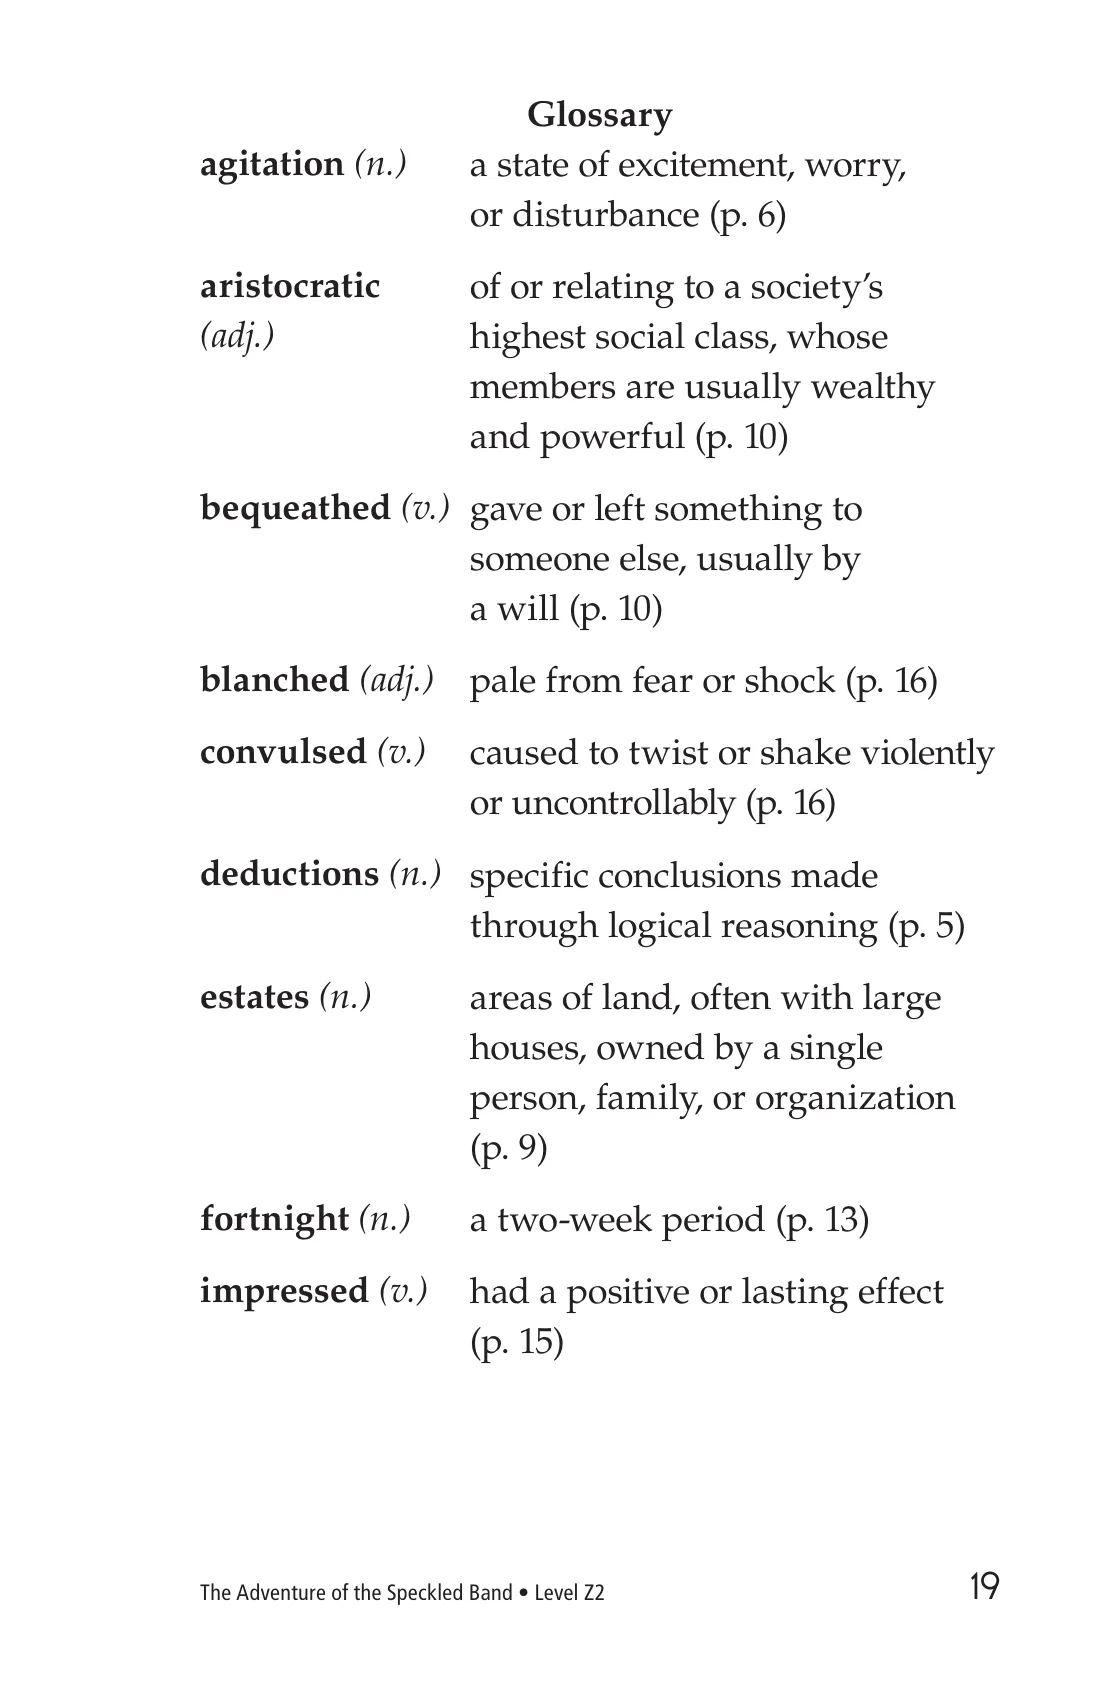 Glossary
agitation (n.) a state of excitement, worry,
or disturbance (p. 6)
aristocratic of or relating to a society’s
(adj.) highest social class, whose
members are usually wealthy
and powerful (p. 10)
bequeathed (v.) gave or left something to
someone else, usually by
a will (p. 10)
blanched (adj.) pale from fear or shock (p. 16)
convulsed (v.) caused to twist or shake violently
or uncontrollably (p. 16)
deductions (n.) specific conclusions made
through logical reasoning (p. 5)
estates (n.) areas of land, often with large
houses, owned by a single
person, family, or organization
(p. 9)
fortnight (n.) a two-week period (p. 13)
impressed (v.) had a positive or lasting effect
(p. 15)
The Adventure of the Speckled Band • Level Z2 19